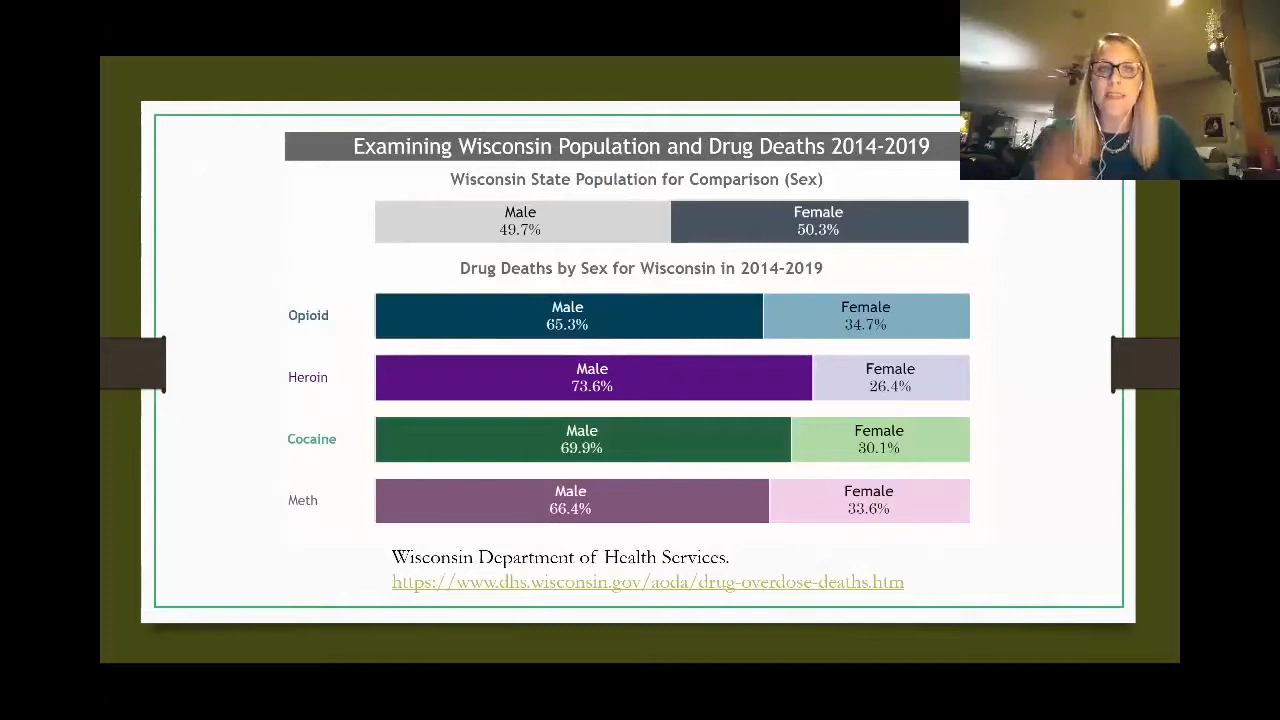 Examining Wisconsin Population and Drug Deaths 2014-2019
Wisconsin State Population for Comparison (Sex)
Male Female
49.7% 50.3%
Drug Deaths by Sex for Wisconsin in 2014-2019
Opioid
Male Female
65.3% 34.7%
Heroin
Male Female
73.6% 26.4%
Cocaine
Male Female
69.9% 30.1%
Meth
Male Female
66.4% 33.6%
Wisconsin Department of Health Services.
https://www.dhs.wisconsin.gov/aoda/drug-overdose-deaths.htm